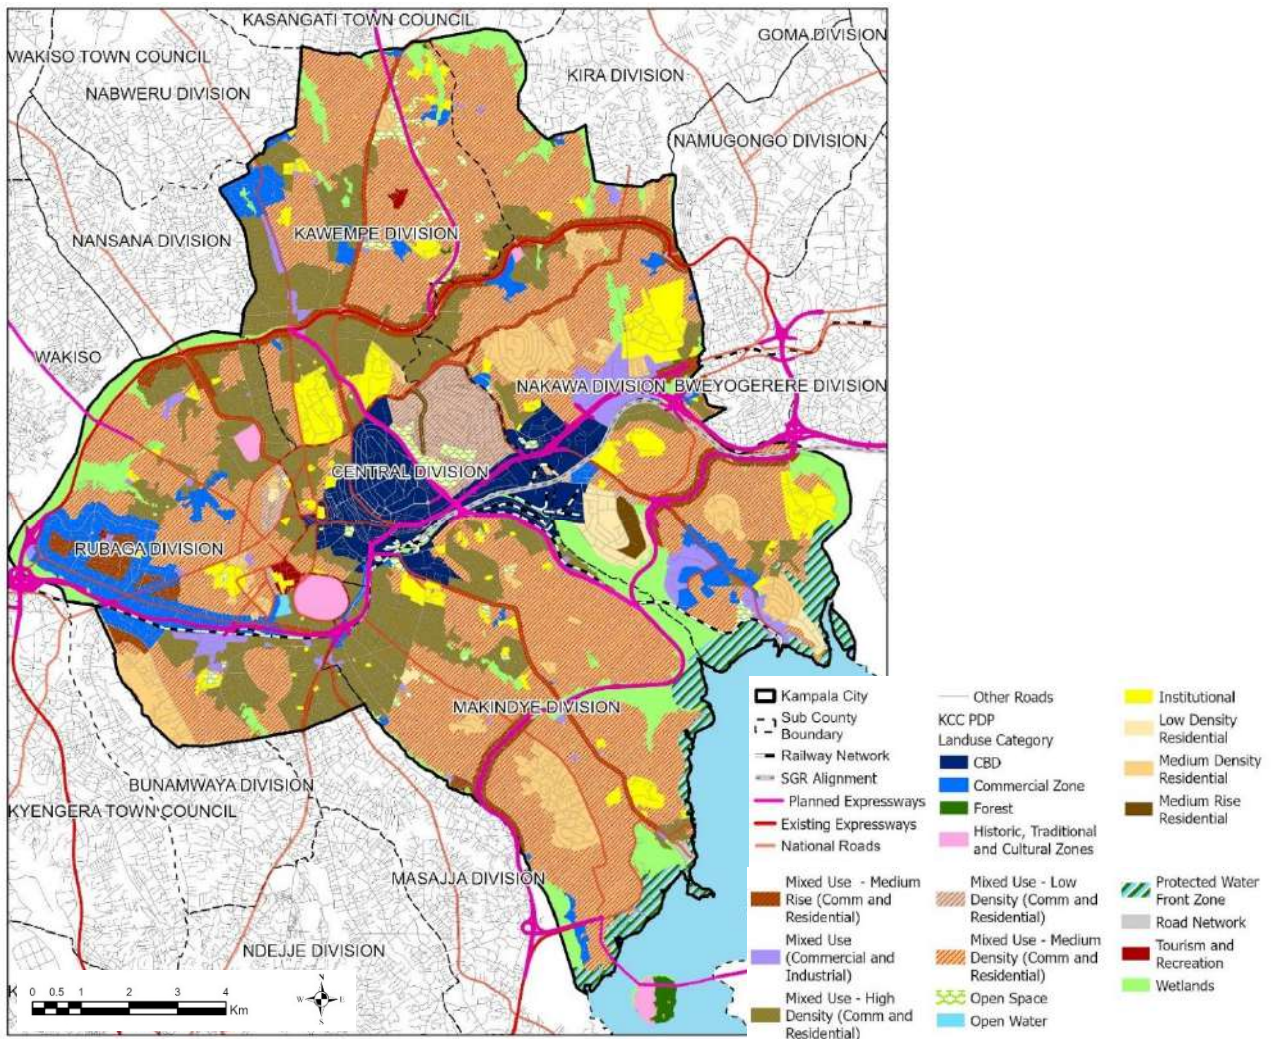 KASANGATI TOWN COUNCIL
GOMA DIVISION
WAKISO TOWN COUNCIL
KIRA DIVISION
NABWERU DIVISION
NAMUGONGO DIVISION
NANSANA DIVISION
KAWEMPE DIVISION
WAKISO
NAKAWA DIVISION
BWEYOGERERE DIVISION
CENTRAL DIVISION
RUBAGA DIVISION
MAKINDYE DIVISION
BUNAMWAYA DIVISION
KYENGERA TOWN COUNCIL
MASAJJA DIVISION
NDEJJE DIVISION
K
0 0.5 1 2 3 4
Km
N
W E
S
Kampala City
Sub County
Boundary
Railway Network
SGR Alignment
Planned Expressways
Existing Expressways
National Roads
Mixed Use - Medium
Rise (Comm and
Residential)
Mixed Use
(Commercial and
Industrial)
Mixed Use - High
Density (Comm and
Residential)
Other Roads
KCC PDP
Landuse Category
CBD
Commercial Zone
Forest
Historic, Traditional
and Cultural Zones
Mixed Use - Low
Density (Comm and
Residential)
Mixed Use - Medium
Density (Comm and
Residential)
Open Space
Open Water
Institutional
Low Density
Residential
Medium Density
Residential
Medium Rise
Residential
Protected Water
Front Zone
Road Network
Tourism and
Recreation
Wetlands